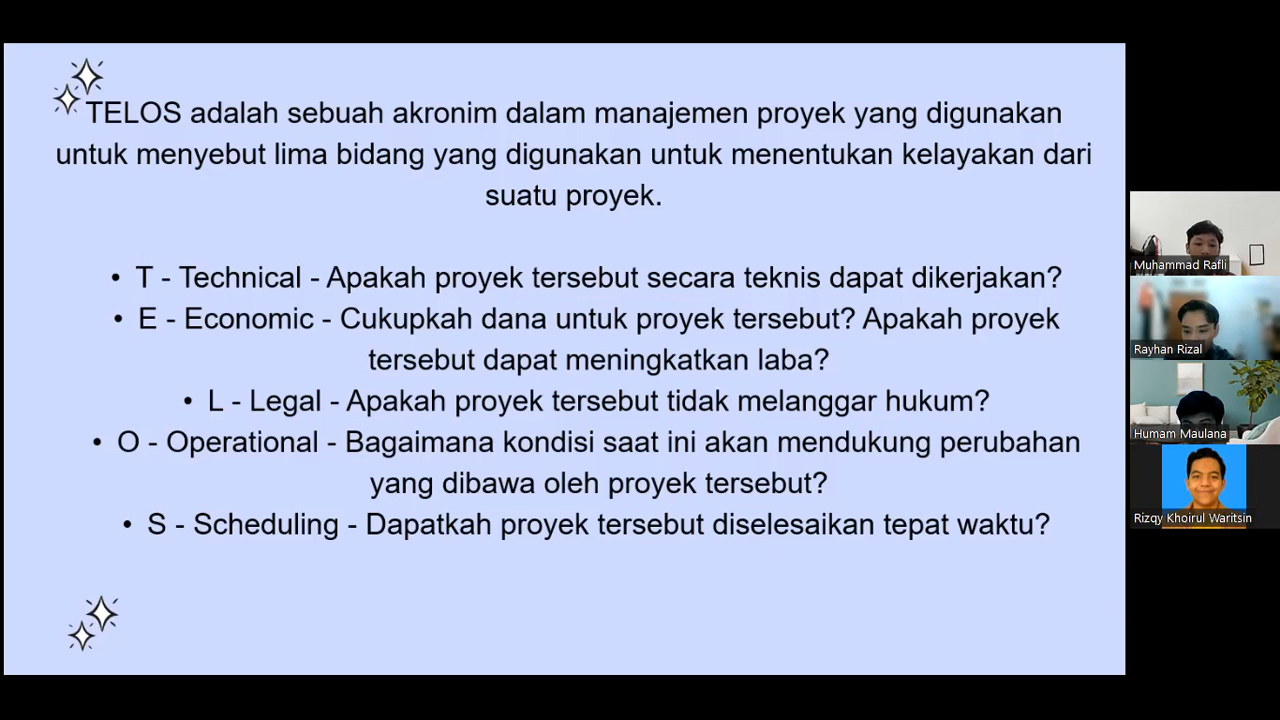 TELOS adalah sebuah akronim dalam manajemen proyek yang digunakan
untuk menyebut lima bidang yang digunakan untuk menentukan kelayakan dari
suatu proyek.
• T - Technical - Apakah proyek tersebut secara teknis dapat dikerjakan?
• E - Economic - Cukupkah dana untuk proyek tersebut? Apakah proyek
tersebut dapat meningkatkan laba?
• L - Legal - Apakah proyek tersebut tidak melanggar hukum?
• O - Operational - Bagaimana kondisi saat ini akan mendukung perubahan
yang dibawa oleh proyek tersebut?
• S - Scheduling - Dapatkah proyek tersebut diselesaikan tepat waktu?
Muhammad Rafli
Rayhan Rizal
Humam Maulana
Rizqy Khoirul Waritsin